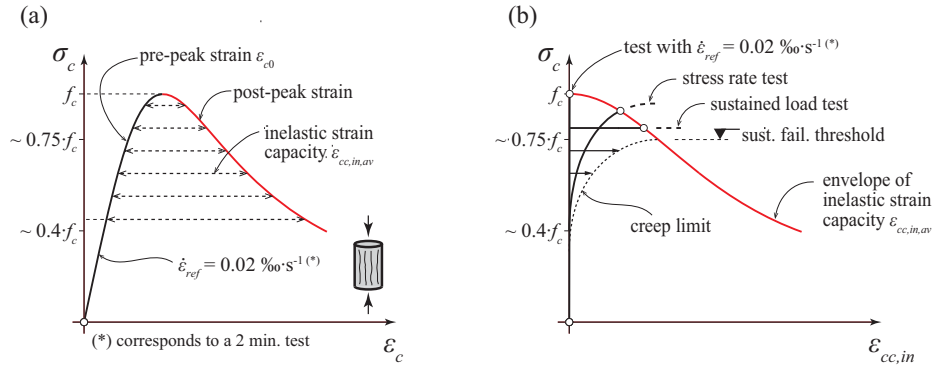 (a)
σc
pre-peak strain εc0
fc
post-peak strain
~ 0.75·fc
inelastic strain
capacity εcc,in,av
~ 0.4·fc
ε̇ref = 0.02 ‰·s-1 (*)
(*) corresponds to a 2 min. test
εc
(b)
σc
test with ε̇ref = 0.02 ‰·s-1 (*)
fc
stress rate test
sustained load test
~ 0.75·fc
sust. fail. threshold
envelope of
inelastic strain
capacity εcc,in,av
creep limit
~ 0.4·fc
εcc,in